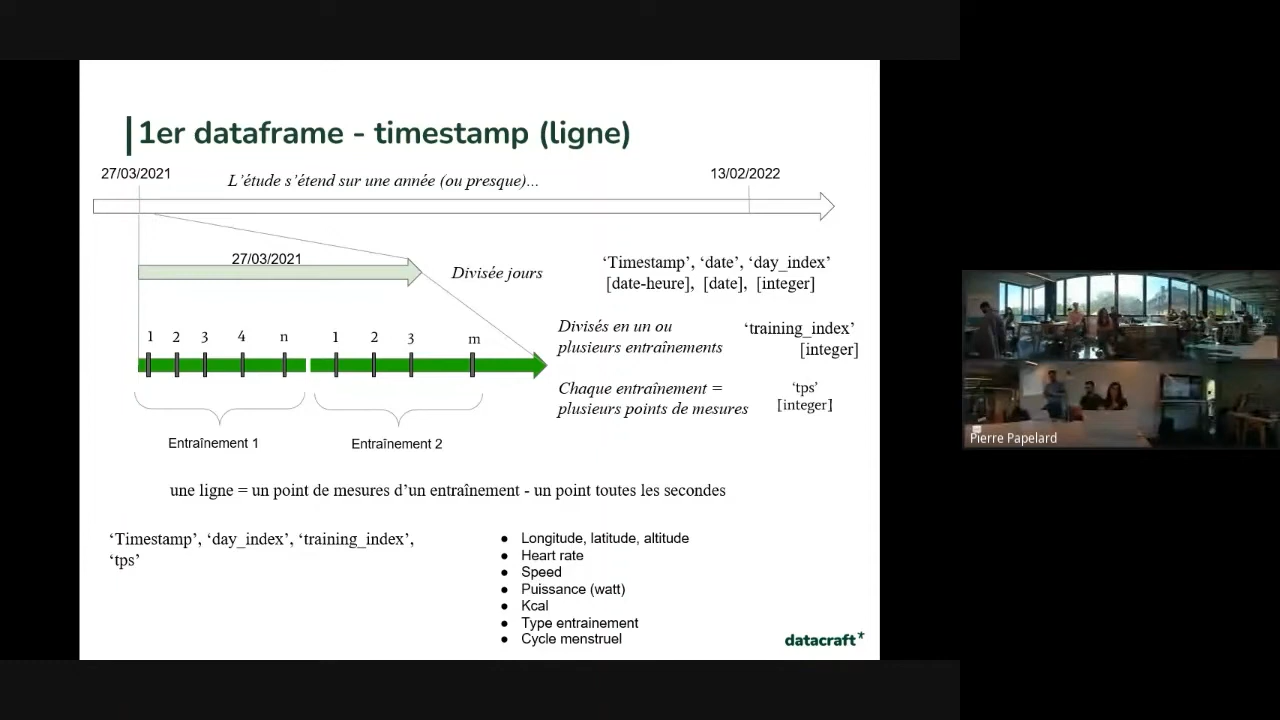 1er dataframe - timestamp (ligne)
27/03/2021
L’étude s’étend sur une année (ou presque)...
13/02/2022
27/03/2021
Divisée jours
‘Timestamp’, ‘date’, ‘day_index’
[date-heure], [date], [integer]
1 2 3 4 n 1 2 3 m
Divisés en un ou
plusieurs entraînements
‘training_index’
[integer]
Chaque entraînement =
plusieurs points de mesures
‘tps’
[integer]
Entraînement 1
Entraînement 2
Pierre Papelard
une ligne = un point de mesures d’un entraînement - un point toutes les secondes
‘Timestamp’, ‘day_index’, ‘training_index’,
‘tps’
● Longitude, latitude, altitude
● Heart rate
● Speed
● Puissance (watt)
● Kcal
● Type entrainement
● Cycle menstruel
datacraft*